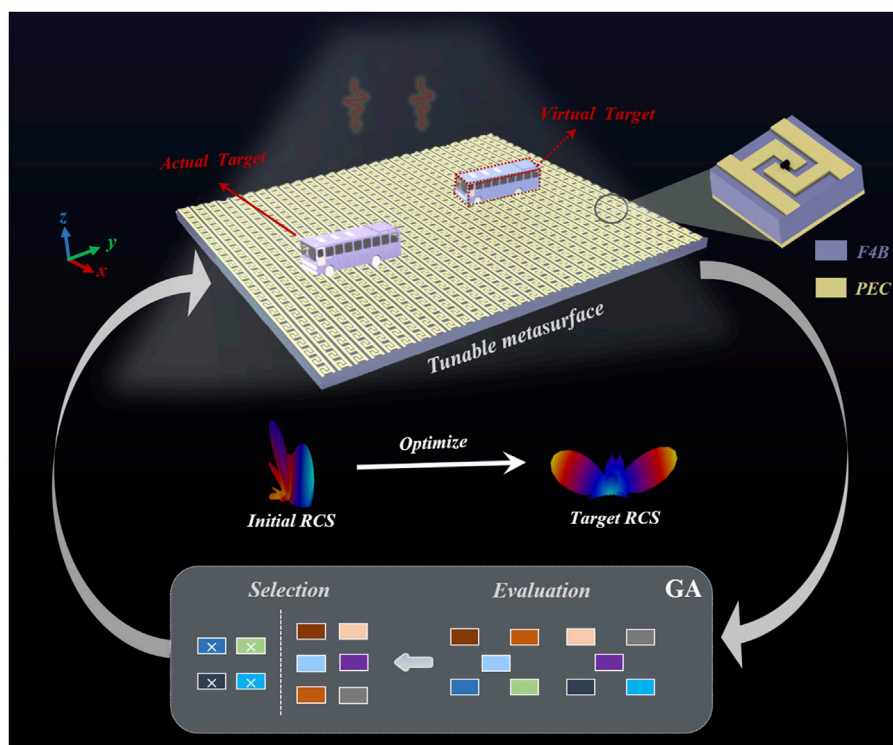 Virtual Target
Actual Target
z
y
x
F4B
PEC
Tunable metasurface
Optimize
Initial RCS
Target RCS
Selection
Evaluation
GA